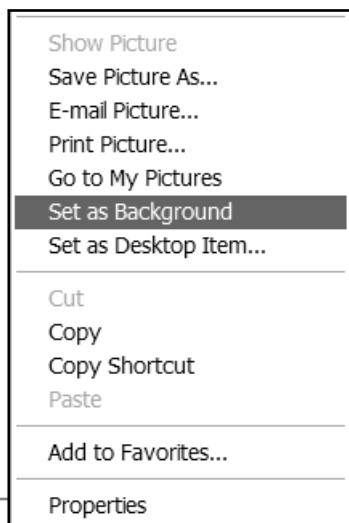 Show Picture
Save Picture As...
E-mail Picture...
Print Picture...
Go to My Pictures
Set as Background
Set as Desktop Item...
Cut
Copy
Copy Shortcut
Paste
Add to Favorites...
Properties